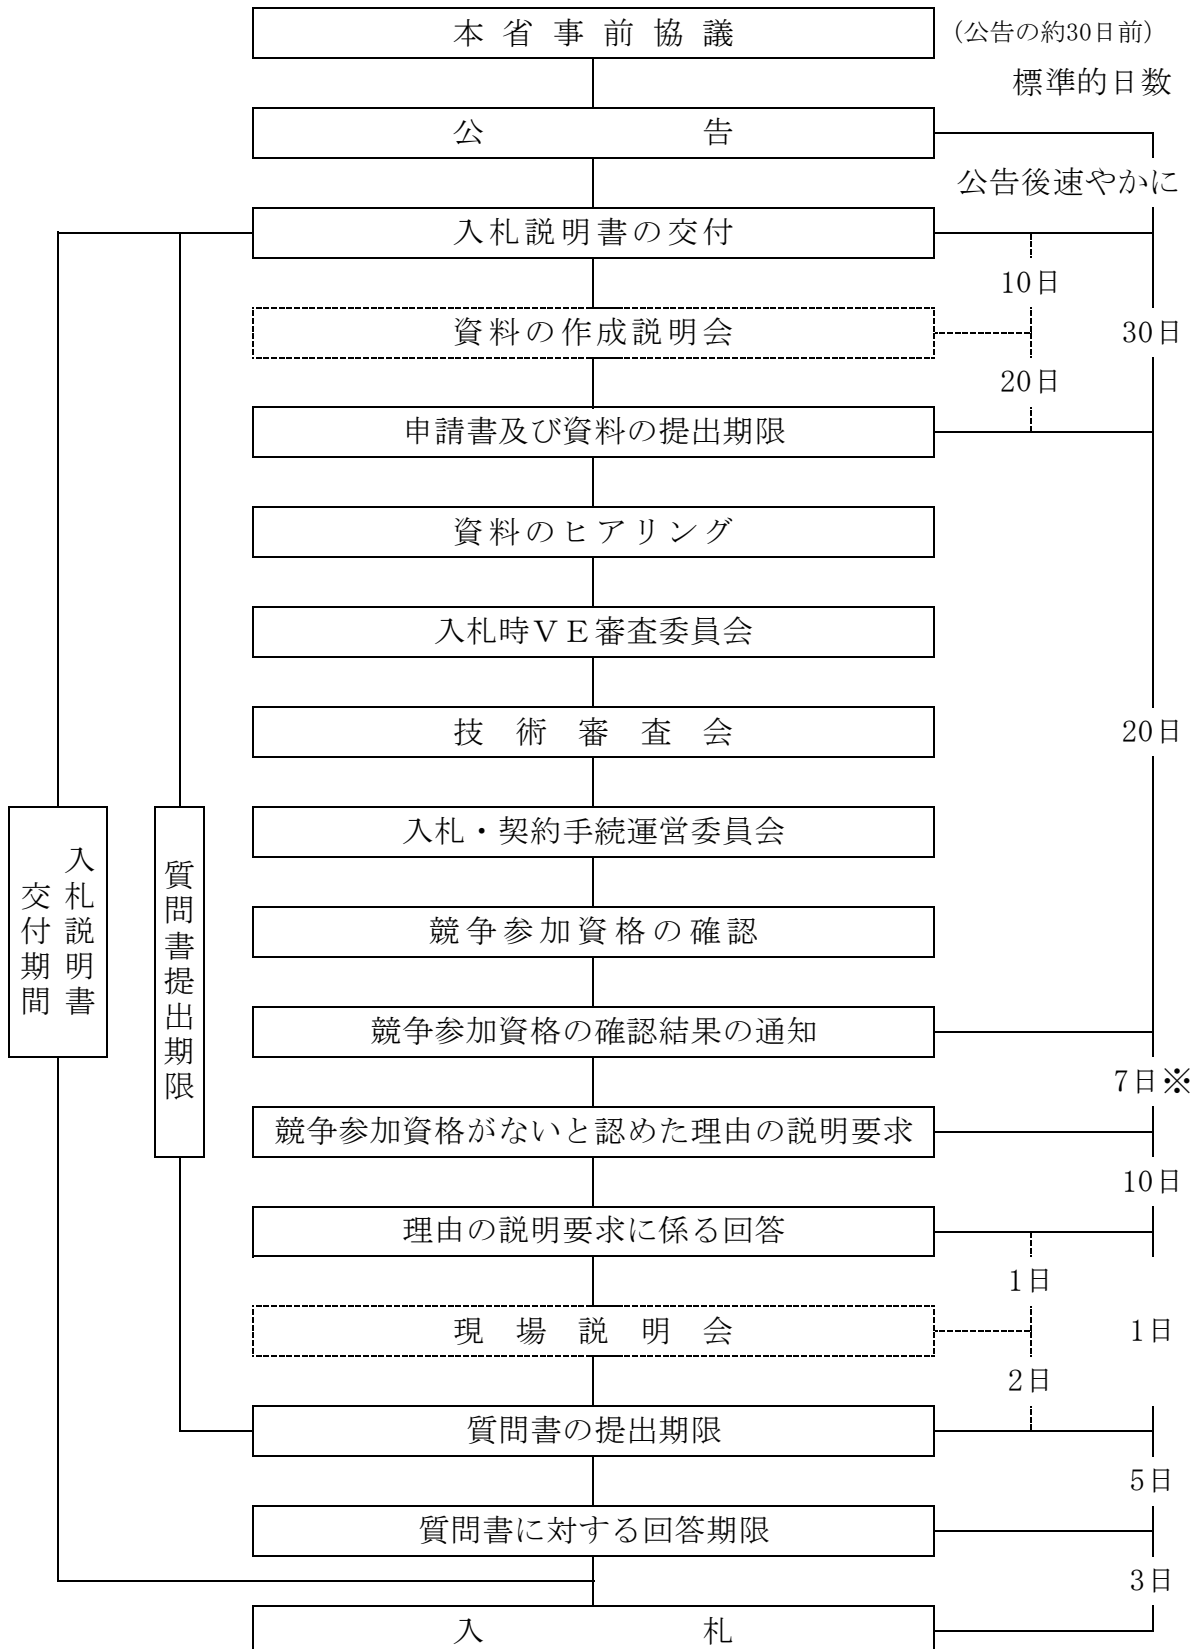 本省事前協議
(公告の約30日前)
標準的日数
公告
公告後速やかに
入札説明書の交付
10日
資料の作成説明会
30日
20日
申請書及び資料の提出期限
資料のヒアリング
入札時ＶＥ審査委員会
技術審査会
20日
入札・契約手続運営委員会
入札説明書
交付期間
質問書提出期限
競争参加資格の確認
競争参加資格の確認結果の通知
7日※
競争参加資格がないと認めた理由の説明要求
10日
理由の説明要求に係る回答
1日
現場説明会
1日
2日
質問書の提出期限
5日
質問書に対する回答期限
3日
入札